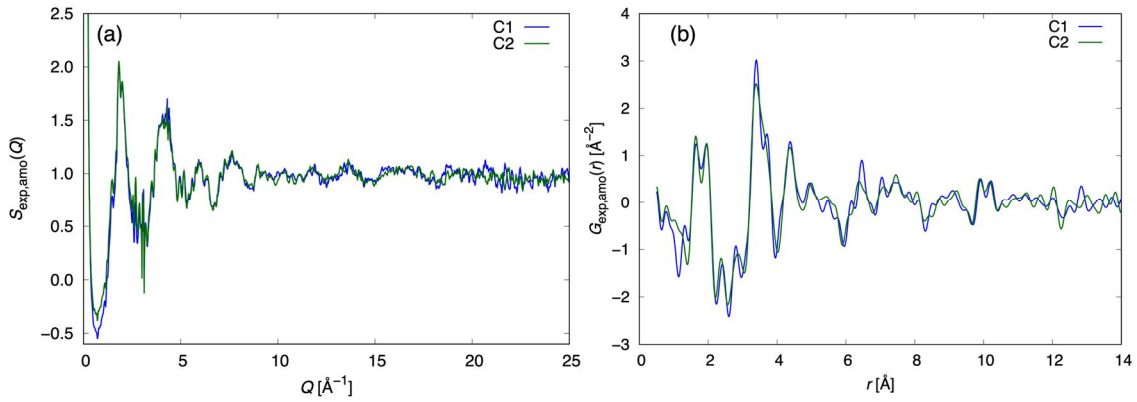 (a)
C1
C2
2.5
2.0
1.5
1.0
0.5
0.0
−0.5
S_exp,amo(Q)
0 5 10 15 20 25
Q [Å⁻¹]
(b)
C1
C2
4
3
2
1
0
−1
−2
−3
G_exp,amo(r) [Å⁻²]
0 2 4 6 8 10 12 14
r [Å]